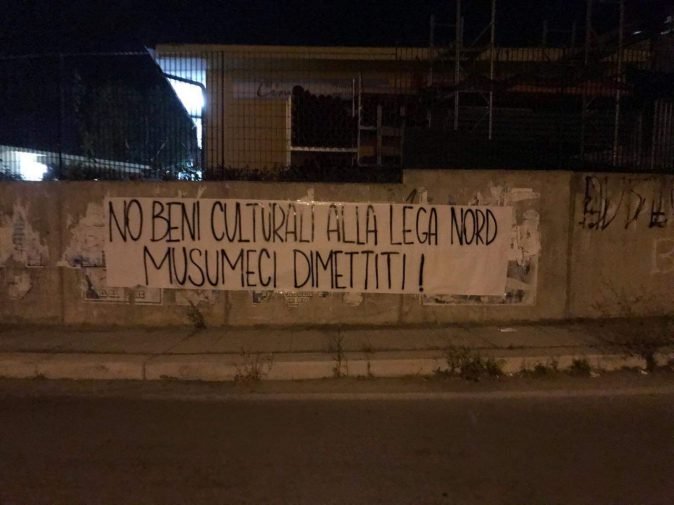 NO BENI CULTURALI ALLA LEGA NORD
MUSUMECI DIMETTITI!